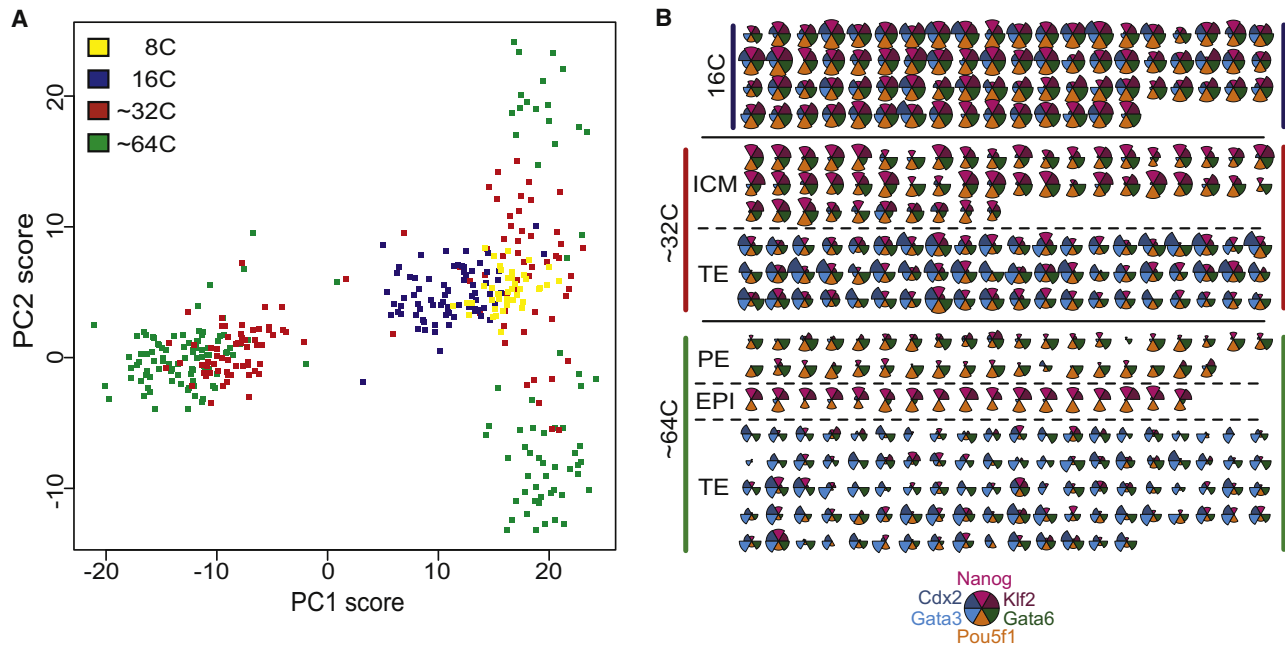 A
8C
16C
~32C
~64C
PC2 score
20
10
0
-10
-20
-10
0
10
20
PC1 score
B
16C
~32C
ICM
TE
~64C
PE
EPI
TE
Nanog
Cdx2
Klf2
Gata3
Gata6
Pou5f1